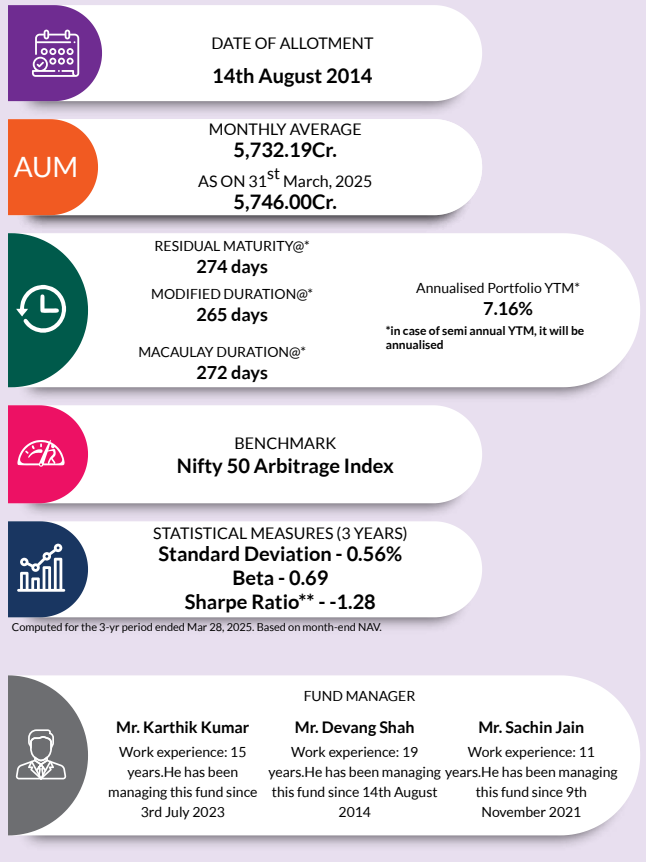 DATE OF ALLOTMENT
14th August 2014
AUM
MONTHLY AVERAGE
5,732.19Cr.
AS ON 31st March, 2025
5,746.00Cr.
RESIDUAL MATURITY@*
274 days
MODIFIED DURATION@*
265 days
MACAULAY DURATION@*
272 days
Annualised Portfolio YTM*
7.16%
*in case of semi annual YTM, it will be
annualised
BENCHMARK
Nifty 50 Arbitrage Index
STATISTICAL MEASURES (3 YEARS)
Standard Deviation - 0.56%
Beta - 0.69
Sharpe Ratio** - -1.28
Computed for the 3-yr period ended Mar 28, 2025. Based on month-end NAV.
FUND MANAGER
Mr. Karthik Kumar
Work experience: 15
years.He has been
managing this fund since
3rd July 2023
Mr. Devang Shah
Work experience: 19
years.He has been managing
this fund since 14th August
2014
Mr. Sachin Jain
Work experience: 11
years.He has been managing
this fund since 9th
November 2021